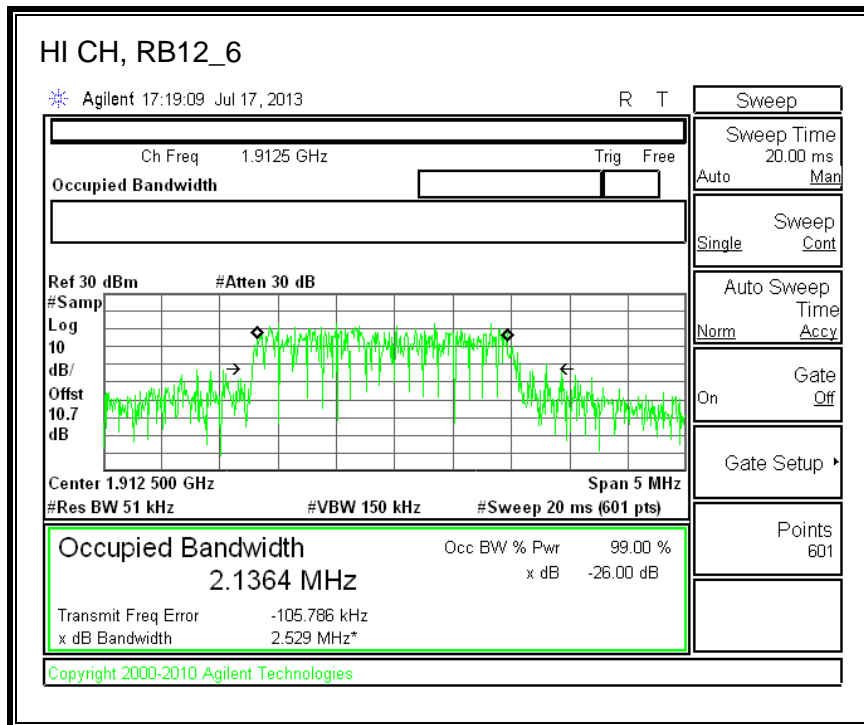 HI CH, RB12_6
Agilent 17:19:09 Jul 17, 2013 R T
Ch Freq 1.9125 GHz Trig Free
Occupied Bandwidth
Ref 30 dBm #Atten 30 dB
#Samp
Log
10
dB/
Offst
10.7
dB
Center 1.912 500 GHz Span 5 MHz
#Res BW 51 kHz #VBW 150 kHz #Sweep 20 ms (601 pts)
Occupied Bandwidth
2.1364 MHz
Occ BW % Pwr 99.00 %
x dB -26.00 dB
Transmit Freq Error -105.786 kHz
x dB Bandwidth 2.529 MHz*
Copyright 2000-2010 Agilent Technologies
Sweep
Sweep Time
20.00 ms
Auto Man
Sweep
Single Cont
Auto Sweep
Time
Norm Accy
Gate
On Off
Gate Setup
Points
601